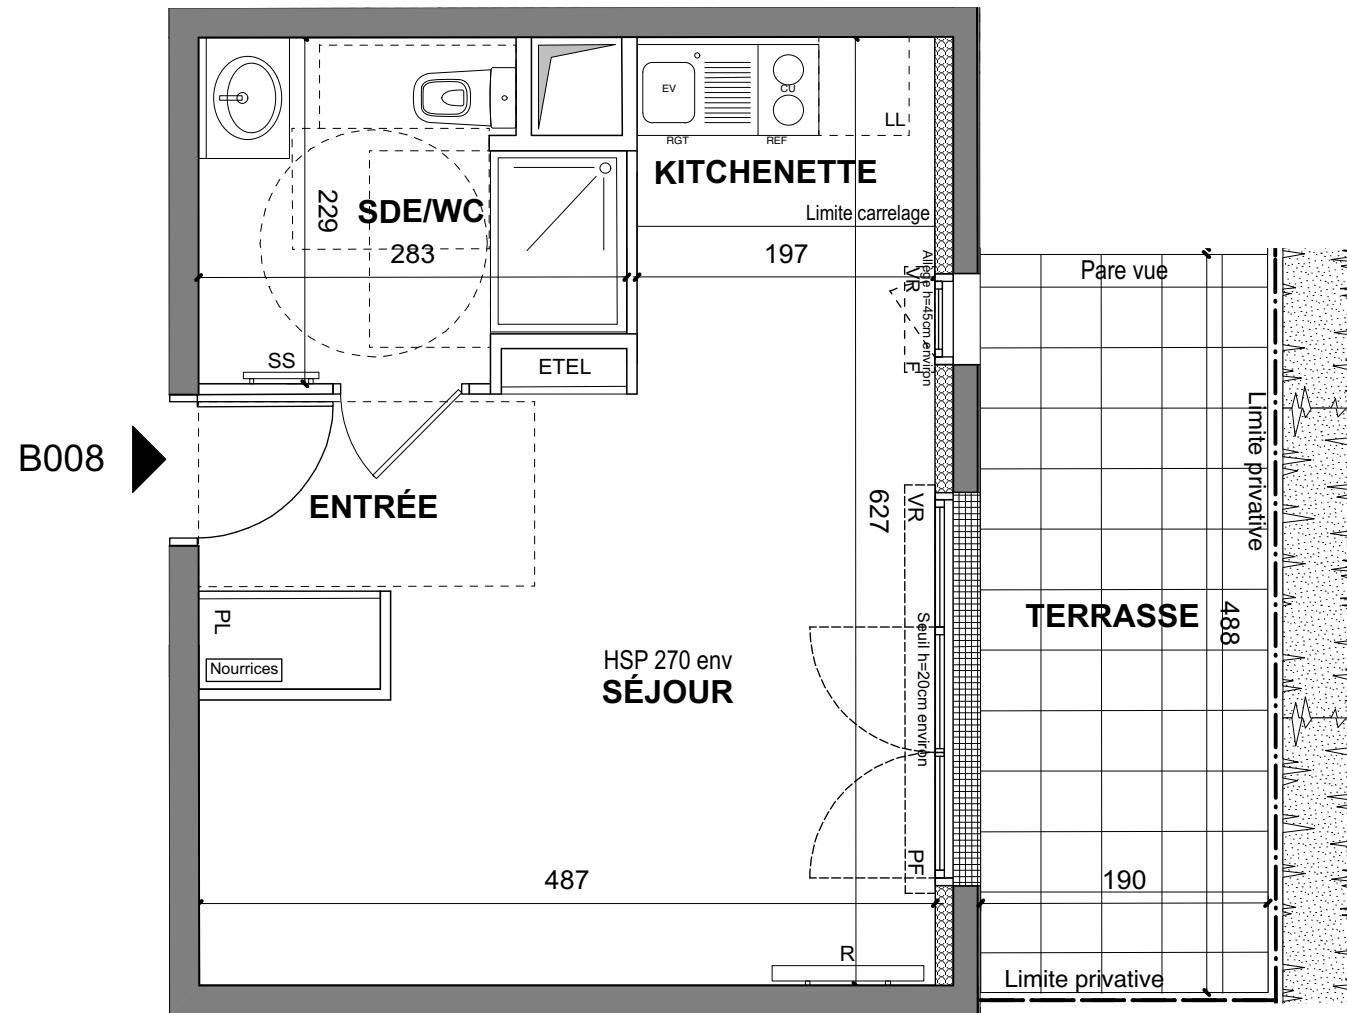 EV
CU
LL
RGT
REF
KITCHENETTE
229
SDE/WC
Limite carrelage
283
197
Allège h=45cm environ
VR
F
Pare vue
SS
ETEL
B008
ENTRÉE
627
VR
Limite privative
PL
Nourrices
HSP 270 env
SÉJOUR
Seuil h=20cm environ
TERRASSE
488
PF
487
190
R
Limite privative